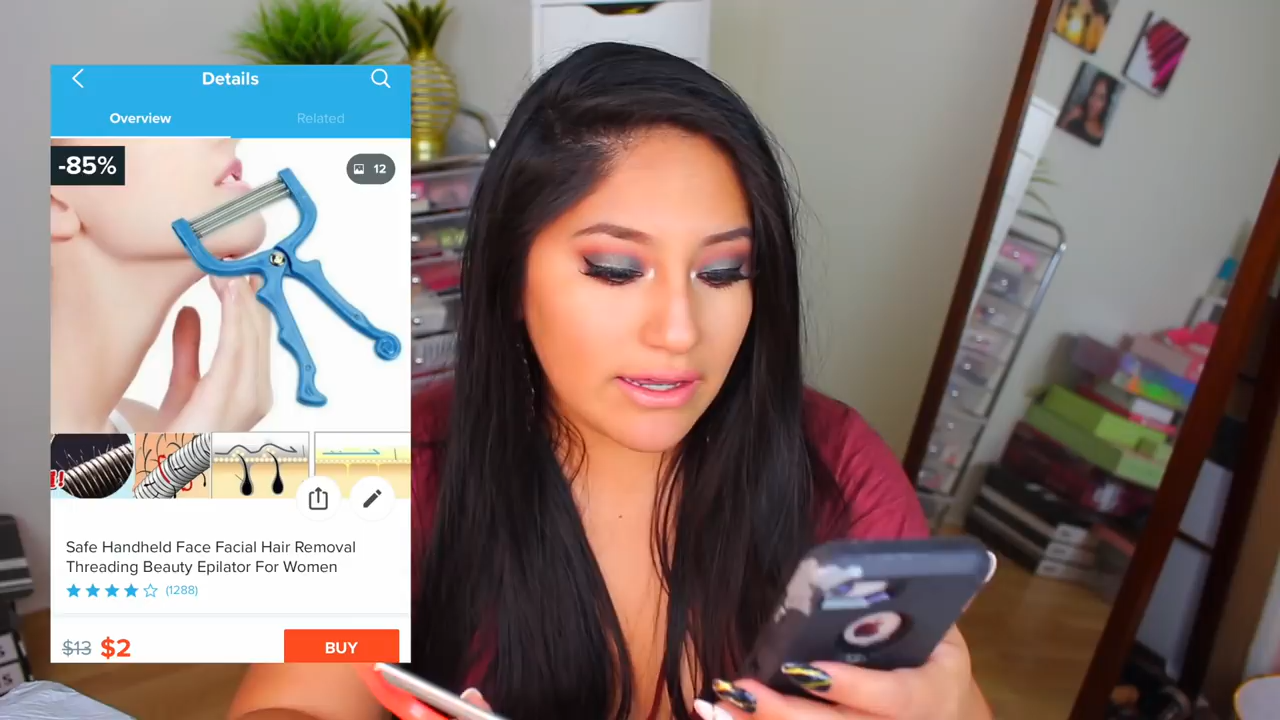 Details
Overview
Related
-85%
12
Safe Handheld Face Facial Hair Removal
Threading Beauty Epilator For Women
(1288)
$13 $2
BUY